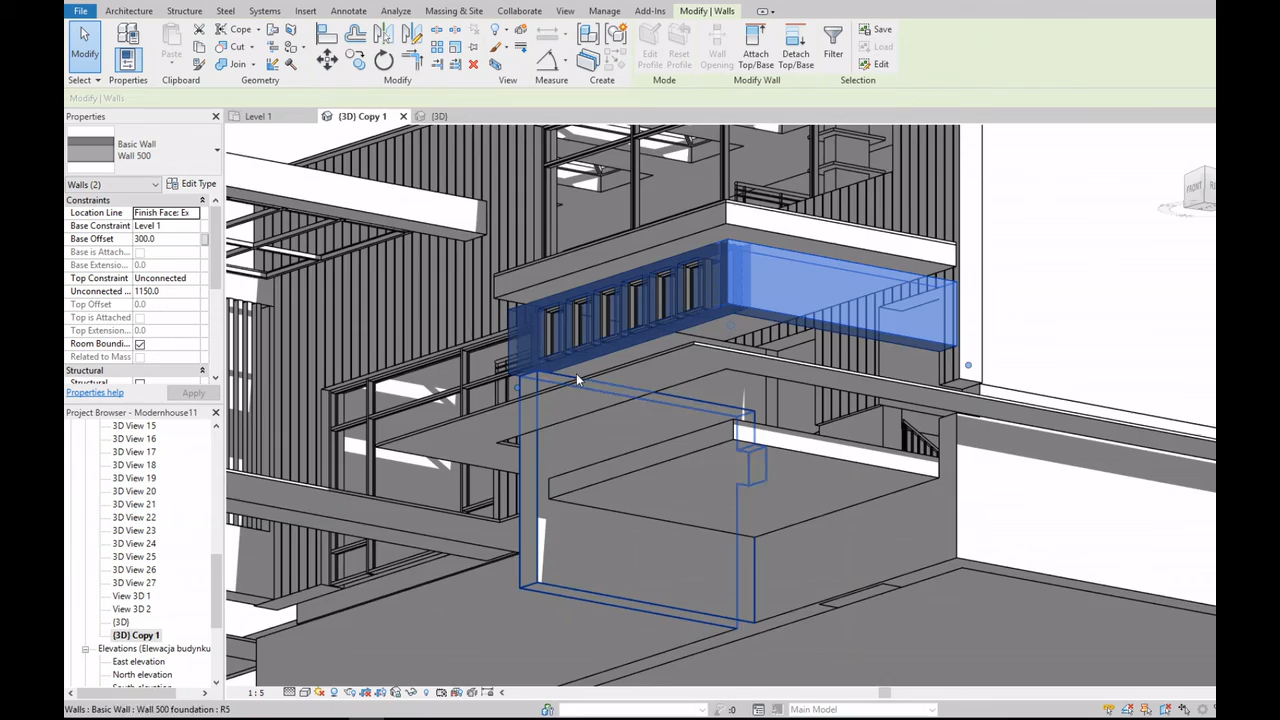 File Architecture Structure Steel Systems Insert Annotate Analyze Massing & Site Collaborate View Manage Add-Ins Modify | Walls
Modify
Select
Properties
Paste
Clipboard
Cope
Cut
Join
Geometry
Modify
View
Measure
Create
Edit
Profile
Reset
Profile
Mode
Wall
Opening
Attach
Top/Base
Detach
Top/Base
Modify Wall
Filter
Save
Load
Edit
Selection
Modify | Walls
Properties
Level 1
{3D} Copy 1
{3D}
Basic Wall
Wall 500
Walls (2)
Edit Type
Constraints
Location Line Finish Face: Ex
Base Constraint Level 1
Base Offset 300.0
Base is Attach...
Base Extensio... 0.0
Top Constraint Unconnected
Unconnected ... 1150.0
Top Offset 0.0
Top is Attached
Top Extension... 0.0
Room Boundi...
Related to Mass
Structural
Properties help
Apply
Project Browser - Modernhouse11
3D View 15
3D View 16
3D View 17
3D View 18
3D View 19
3D View 20
3D View 21
3D View 22
3D View 23
3D View 24
3D View 25
3D View 26
3D View 27
View 3D 1
View 3D 2
{3D}
{3D} Copy 1
Elevations (Elewacja budynku
East elevation
North elevation
FRONT
1 : 5
Walls : Basic Wall : Wall 500 foundation : R5
:0
Main Model